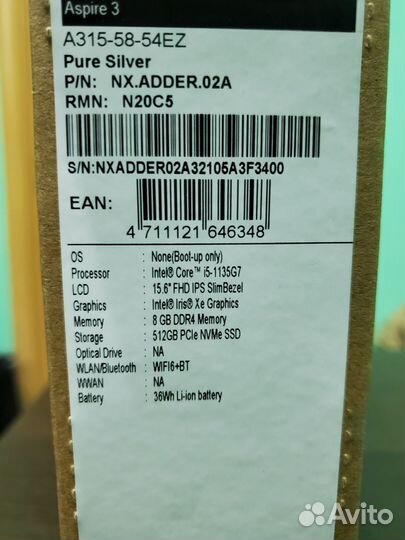 Aspire 3
A315-58-54EZ
Pure Silver
P/N: NX.ADDER.02A
RMN: N20C5
S/N:NXADDER02A32105A3F3400
EAN:
4 711121 646348
OS : None(Boot-up only)
Processor : Intel® Core™ i5-1135G7
LCD : 15.6" FHD IPS SlimBezel
Graphics : Intel® Iris® Xe Graphics
Memory : 8 GB DDR4 Memory
Storage : 512GB PCIe NVMe SSD
Optical Drive : NA
WLAN/Bluetooth : WIFI6+BT
WWAN : NA
Battery : 36Wh Li-ion battery
Avito